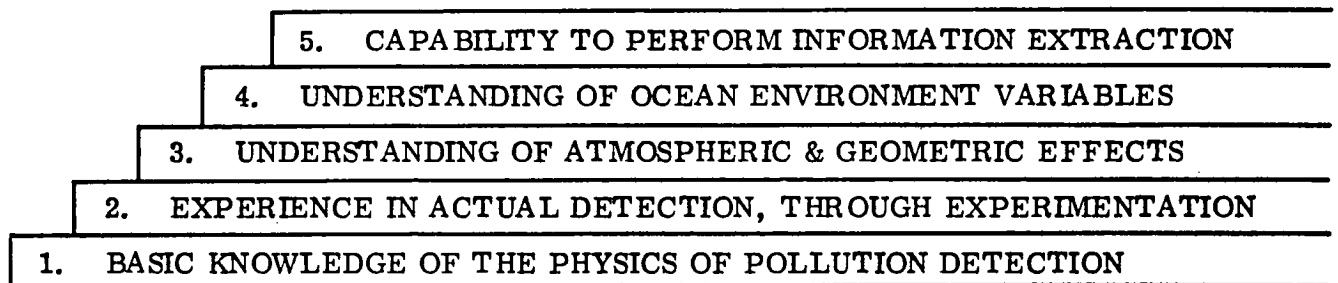 5. CAPABILITY TO PERFORM INFORMATION EXTRACTION
4. UNDERSTANDING OF OCEAN ENVIRONMENT VARIABLES
3. UNDERSTANDING OF ATMOSPHERIC & GEOMETRIC EFFECTS
2. EXPERIENCE IN ACTUAL DETECTION, THROUGH EXPERIMENTATION
1. BASIC KNOWLEDGE OF THE PHYSICS OF POLLUTION DETECTION